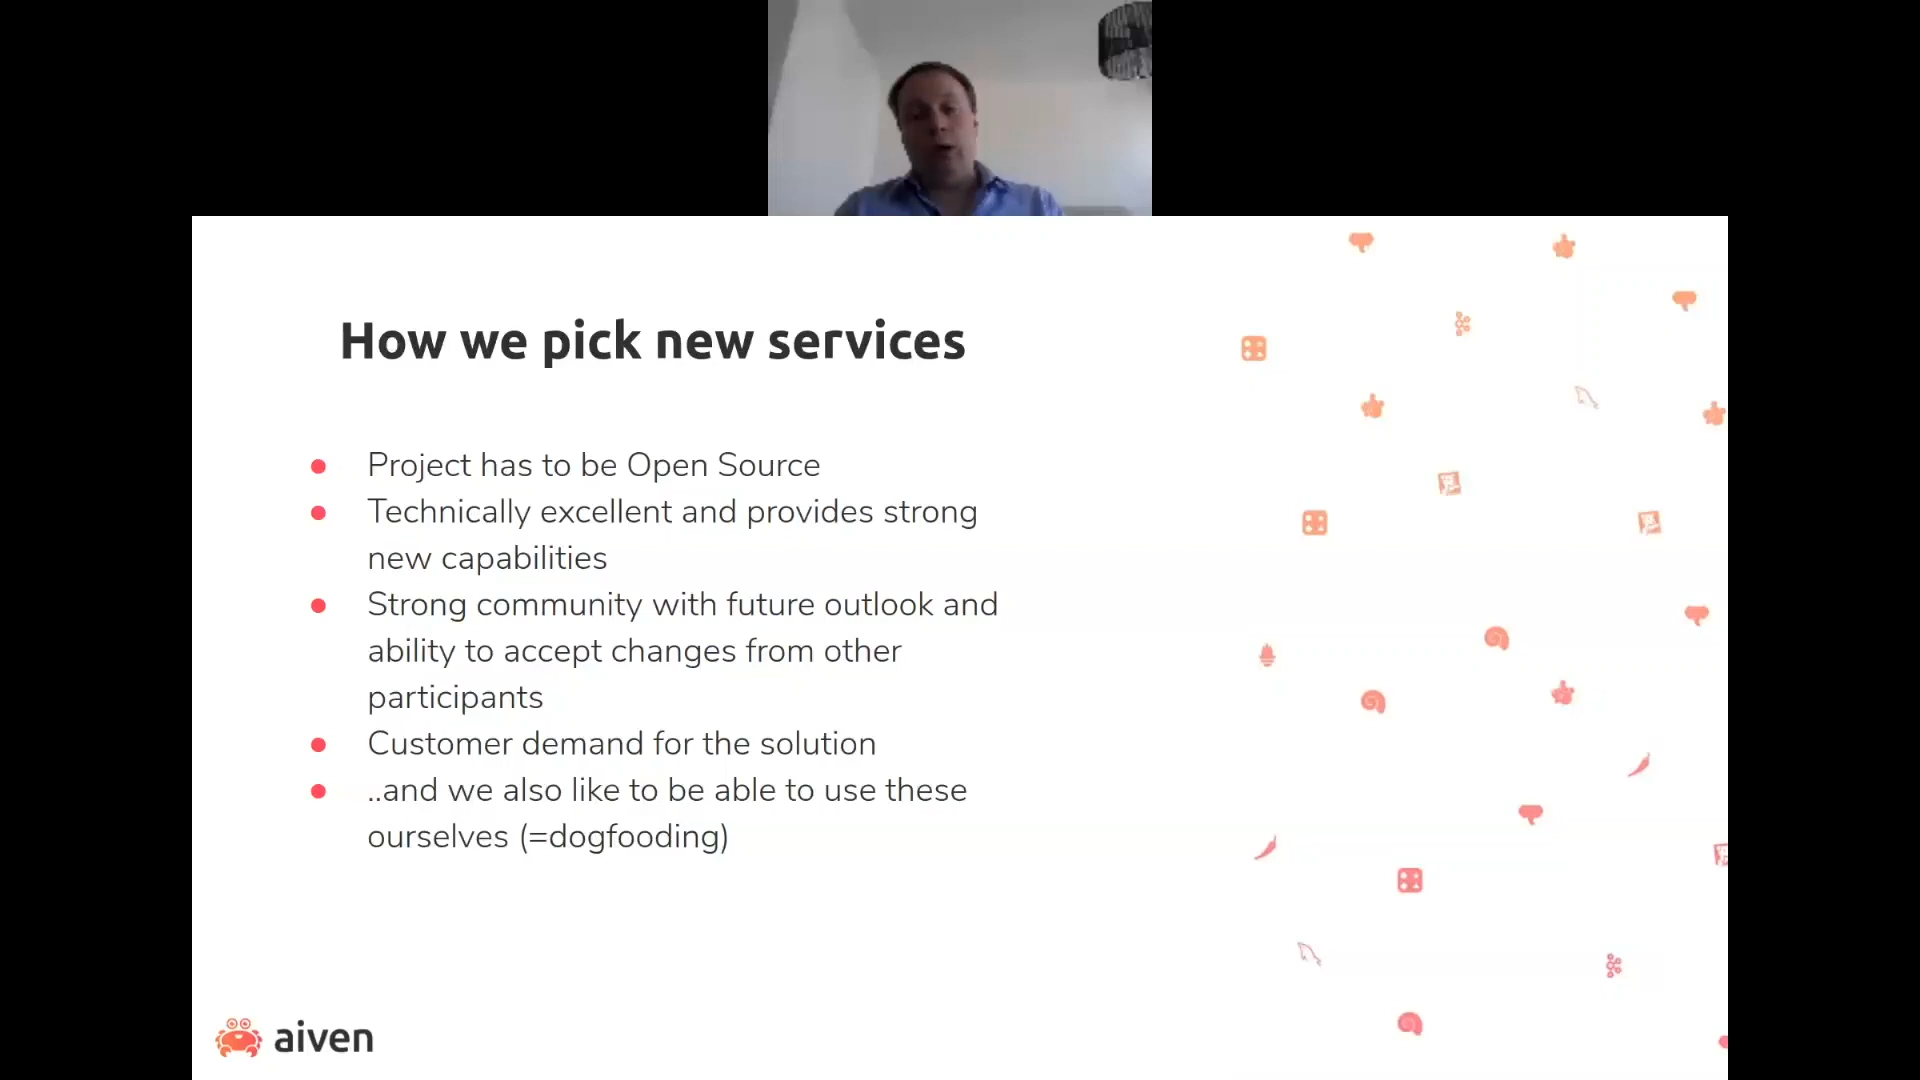 How we pick new services
● Project has to be Open Source
● Technically excellent and provides strong
new capabilities
● Strong community with future outlook and
ability to accept changes from other
participants
● Customer demand for the solution
● ..and we also like to be able to use these
ourselves (=dogfooding)
aiven